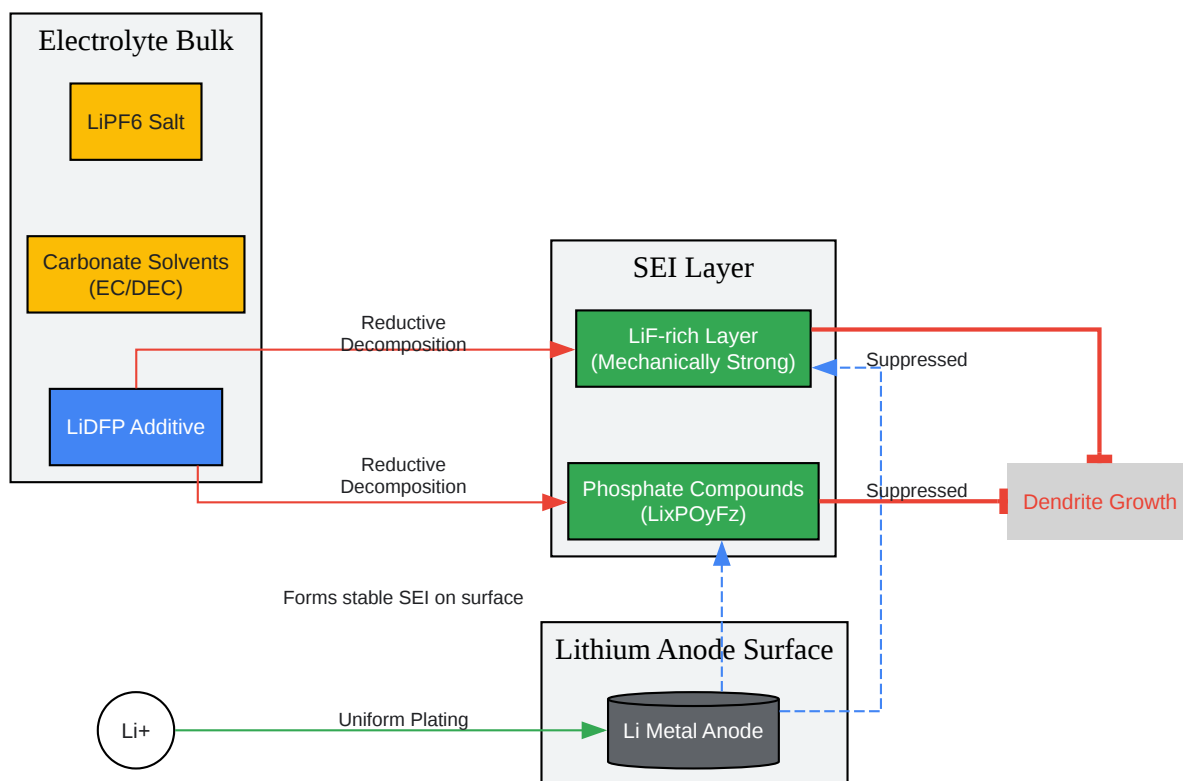 Electrolyte Bulk
LiPF6 Salt
Carbonate Solvents
(EC/DEC)
LiDFP Additive
Reductive
Decomposition
Reductive
Decomposition
SEI Layer
LiF-rich Layer
(Mechanically Strong)
Phosphate Compounds
(LixPOyFz)
Suppressed
Suppressed
Dendrite Growth
Forms stable SEI on surface
Lithium Anode Surface
Li+
Uniform Plating
Li Metal Anode